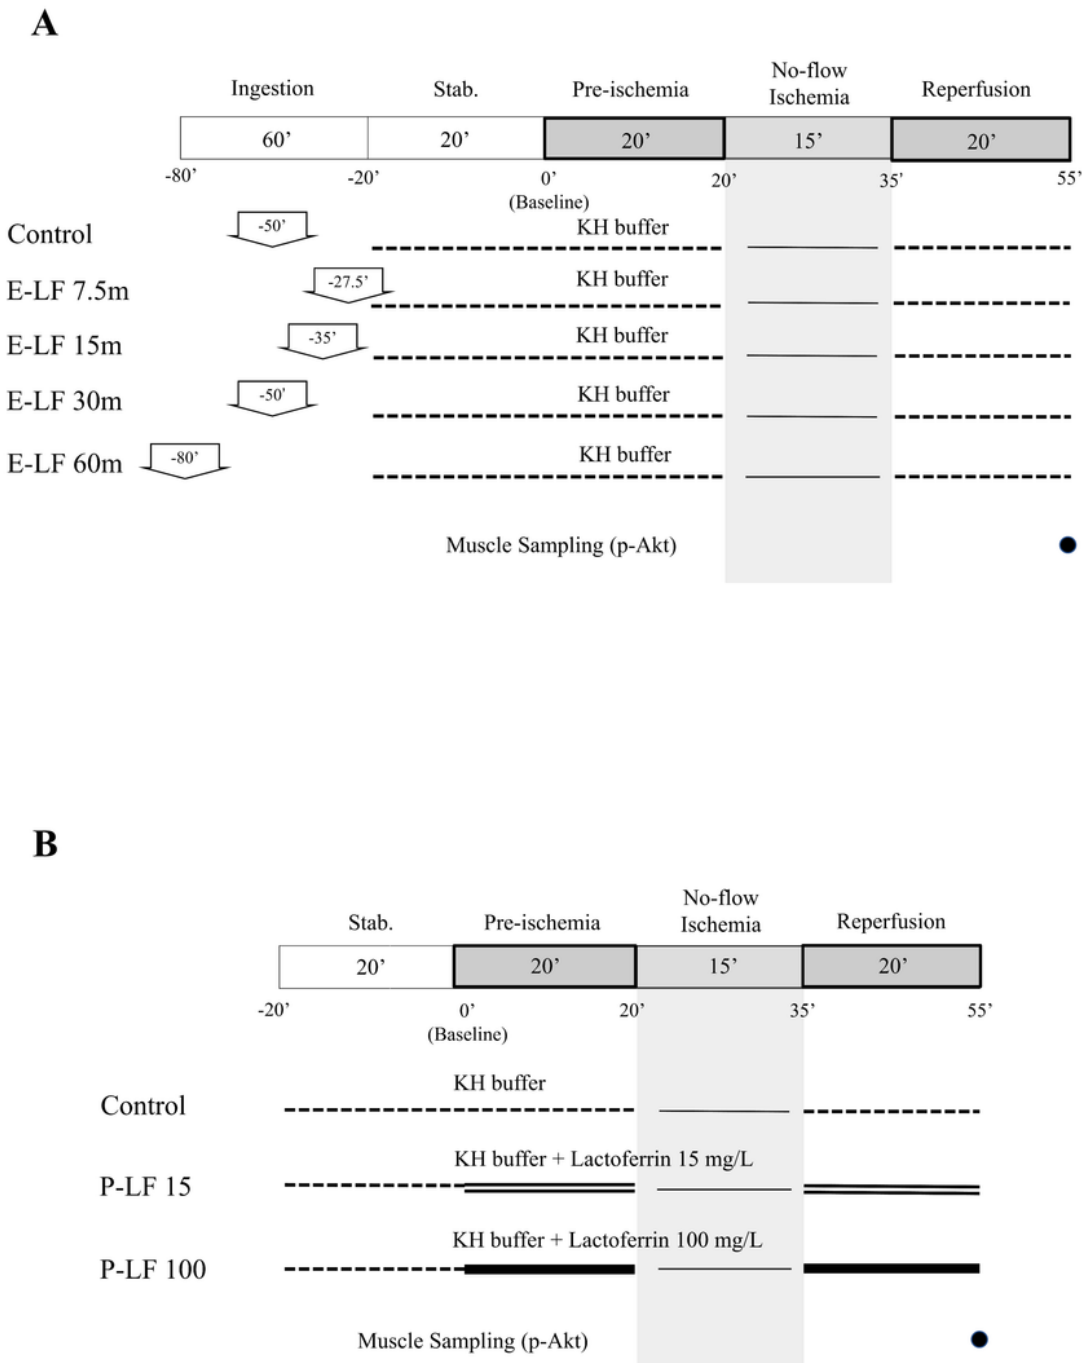 A
Ingestion Stab. Pre-ischemia No-flow Ischemia Reperfusion
60’ 20’ 20’ 15’ 20’
-80’ -20’ 0’ 20’ 35’ 55’
(Baseline)
Control -50’ KH buffer
E-LF 7.5m -27.5’ KH buffer
E-LF 15m -35’ KH buffer
E-LF 30m -50’ KH buffer
E-LF 60m -80’ KH buffer
Muscle Sampling (p-Akt)
B
Stab. Pre-ischemia No-flow Ischemia Reperfusion
20’ 20’ 15’ 20’
-20’ 0’ 20’ 35’ 55’
(Baseline)
KH buffer
Control
KH buffer + Lactoferrin 15 mg/L
P-LF 15
KH buffer + Lactoferrin 100 mg/L
P-LF 100
Muscle Sampling (p-Akt)